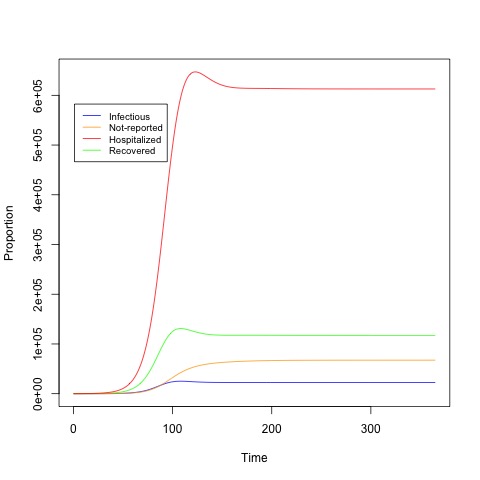 6e+05
5e+05
4e+05
3e+05
2e+05
1e+05
0e+00
Proportion
Infectious
Not-reported
Hospitalized
Recovered
0 100 200 300
Time